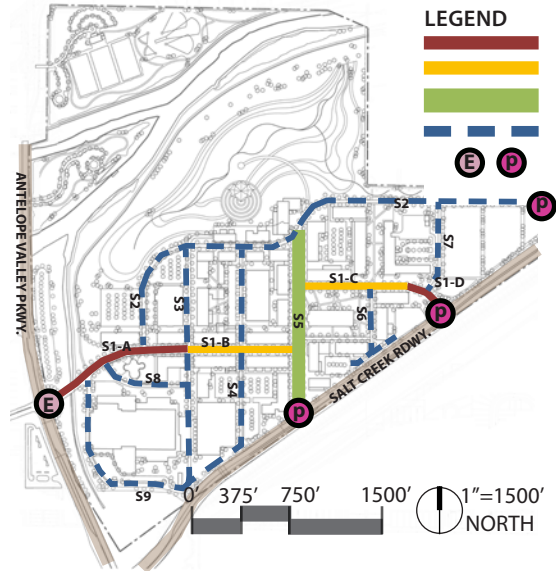 LEGEND
E p
ANTELOPE VALLEY PKWY.
S2
p
S7
S1-D
S1-C
S2
S3
S5
S6
p
S1-A
S1-B
S8
S4
SALT CREEK RDWY.
E
p
S9
0' 375' 750' 1500' 1"=1500'
NORTH